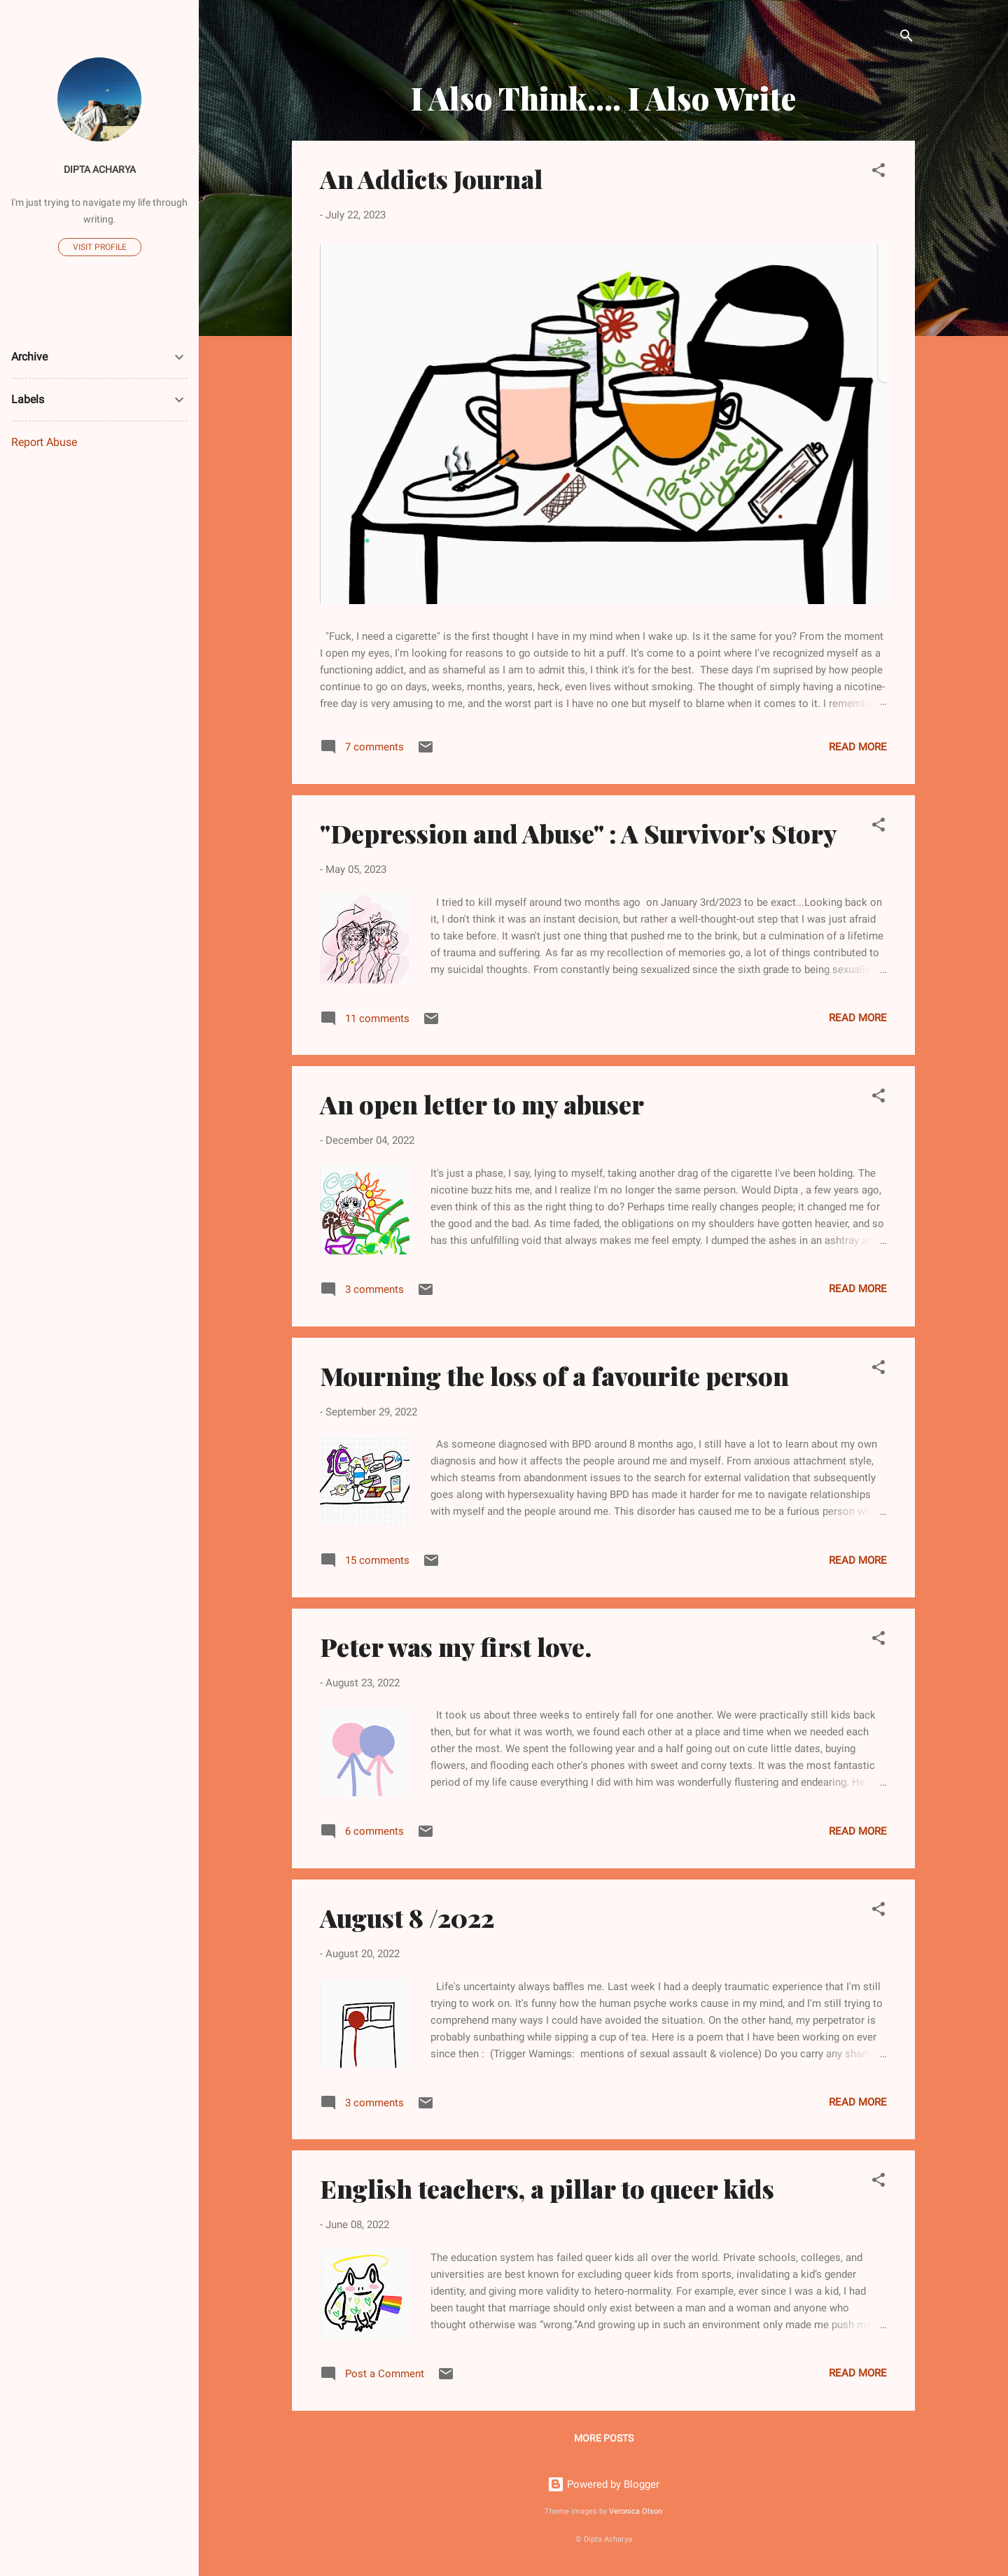 DIPTA ACHARYA
I'm just trying to navigate my life through
writing.
VISIT PROFILE
Archive
Labels
Report Abuse
I Also Think.... I Also Write
An Addicts Journal
- July 22, 2023
A
Personal
Odyssey
"Fuck, I need a cigarette" is the first thought I have in my mind when I wake up. Is it the same for you? From the moment
I open my eyes, I'm looking for reasons to go outside to hit a puff. It's come to a point where I've recognized myself as a
functioning addict, and as shameful as I am to admit this, I think it's for the best.  These days I'm suprised by how people
continue to go on days, weeks, months, years, heck, even lives without smoking. The thought of simply having a nicotine-
free day is very amusing to me, and the worst part is I have no one but myself to blame when it comes to it. I remember ...
7 comments
READ MORE
"Depression and Abuse" : A Survivor's Story
- May 05, 2023
I tried to kill myself around two months ago  on January 3rd/2023 to be exact...Looking back on
it, I don't think it was an instant decision, but rather a well-thought-out step that I was just afraid
to take before. It wasn't just one thing that pushed me to the brink, but a culmination of a lifetime
of trauma and suffering. As far as my recollection of memories go, a lot of things contributed to
my suicidal thoughts. From constantly being sexualized since the sixth grade to being sexually ...
11 comments
READ MORE
An open letter to my abuser
- December 04, 2022
It's just a phase, I say, lying to myself, taking another drag of the cigarette I've been holding. The
nicotine buzz hits me, and I realize I'm no longer the same person. Would Dipta , a few years ago,
even think of this as the right thing to do? Perhaps time really changes people; it changed me for
the good and the bad. As time faded, the obligations on my shoulders have gotten heavier, and so
has this unfulfilling void that always makes me feel empty. I dumped the ashes in an ashtray ...
3 comments
READ MORE
Mourning the loss of a favourite person
- September 29, 2022
As someone diagnosed with BPD around 8 months ago, I still have a lot to learn about my own
diagnosis and how it affects the people around me and myself. From anxious attachment style,
which steams from abandonment issues to the search for external validation that subsequently
goes along with hypersexuality having BPD has made it harder for me to navigate relationships
with myself and the people around me. This disorder has caused me to be a furious person ...
15 comments
READ MORE
Peter was my first love.
- August 23, 2022
It took us about three weeks to entirely fall for one another. We were practically still kids back
then, but for what it was worth, we found each other at a place and time when we needed each
other the most. We spent the following year and a half going out on cute little dates, buying
flowers, and flooding each other's phones with sweet and corny texts. It was the most fantastic
period of my life cause everything I did with him was wonderfully flustering and endearing. He ...
6 comments
READ MORE
August 8 /2022
- August 20, 2022
Life's uncertainty always baffles me. Last week I had a deeply traumatic experience that I'm still
trying to work on. It's funny how the human psyche works cause in my mind, and I'm still trying to
comprehend many ways I could have avoided the situation. On the other hand, my perpetrator is
probably sunbathing while sipping a cup of tea. Here is a poem that I have been working on ever
since then :  (Trigger Warnings:  mentions of sexual assault & violence) Do you carry any ...
3 comments
READ MORE
English teachers, a pillar to queer kids
- June 08, 2022
The education system has failed queer kids all over the world. Private schools, colleges, and
universities are best known for excluding queer kids from sports, invalidating a kid's gender
identity, and giving more validity to hetero-normality. For example, ever since I was a kid, I had
been taught that marriage should only exist between a man and a woman and anyone who
thought otherwise was “wrong.”And growing up in such an environment only made me push ...
Post a Comment
READ MORE
MORE POSTS
Powered by Blogger
Theme images by Veronica Olson
© Dipta Acharya